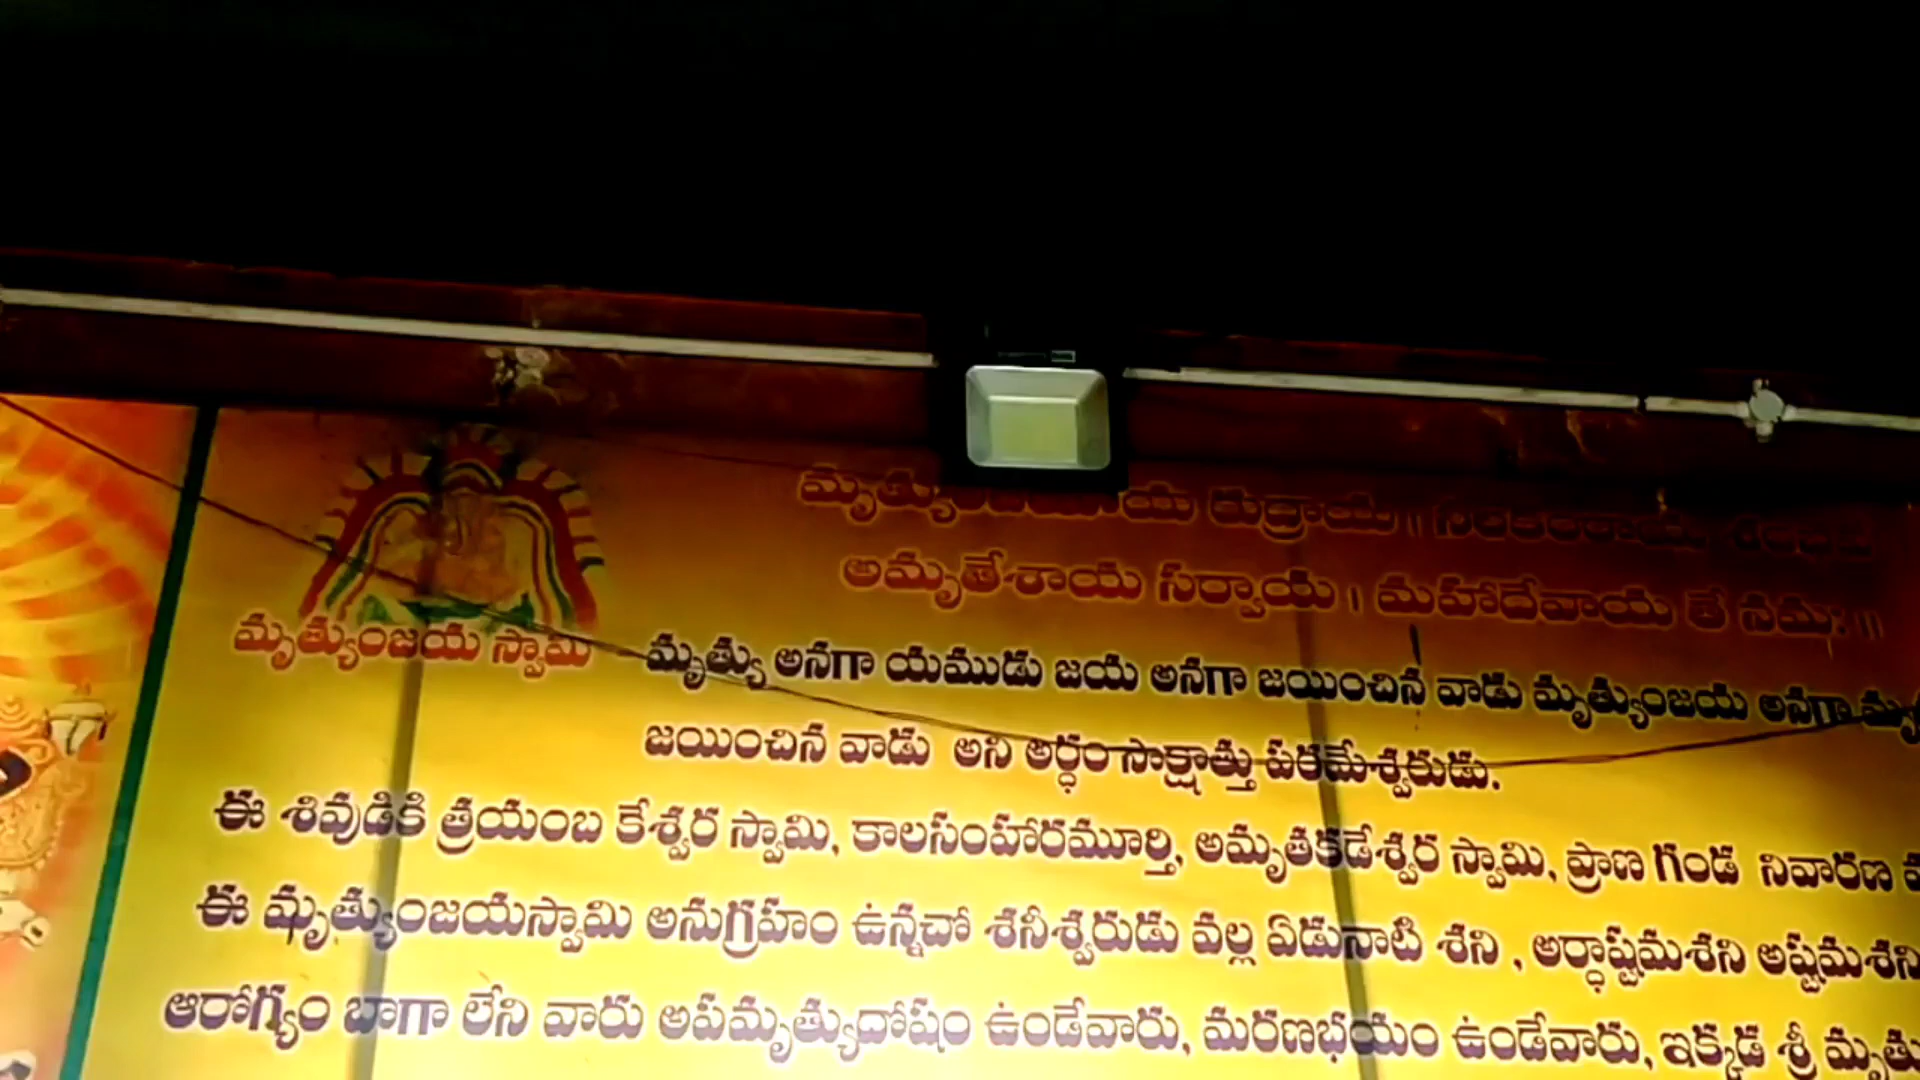 రుద్రాయ ||
అమృతేశాయ సర్వాయ | మహాదేవాయ తే నమః ||
మృత్యుంజయ స్వామి
మృత్యు అనగా యముడు జయ అనగా జయించిన వాడు మృత్యుంజయ అనగా
జయించిన వాడు అని అర్ధం సాక్షాత్తు పరమేశ్వరుడు.
ఈ శివుడికి త్రయంబ కేశ్వర స్వామి, కాలసంహారమూర్తి, అమృతకడేశ్వర స్వామి, ప్రాణ గండ నివారణ
ఈ మృత్యుంజయస్వామి అనుగ్రహం ఉన్నచో శనీశ్వరుడు వల్ల ఏడునాటి శని , అర్ధాష్టమశని అష్టమశని
ఆరోగ్యం బాగా లేని వారు అపమృత్యుదోషం ఉండేవారు, మరణభయం ఉండేవారు, ఇక్కడ శ్రీ